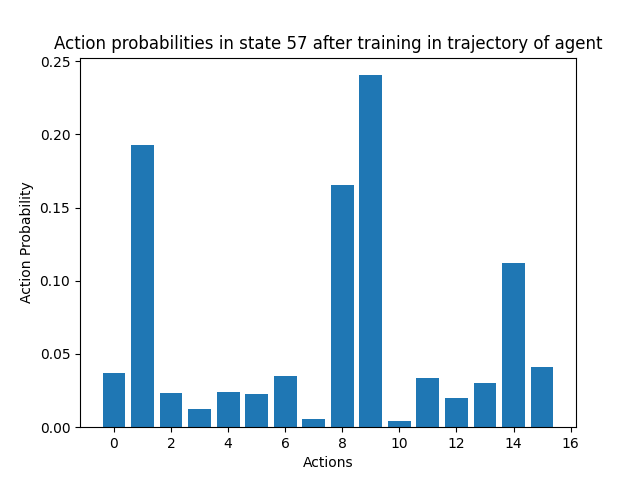 Action probabilities in state 57 after training in trajectory of agent
0.25
0.20
0.15
0.10
0.05
0.00
Action Probability
0 2 4 6 8 10 12 14 16
Actions